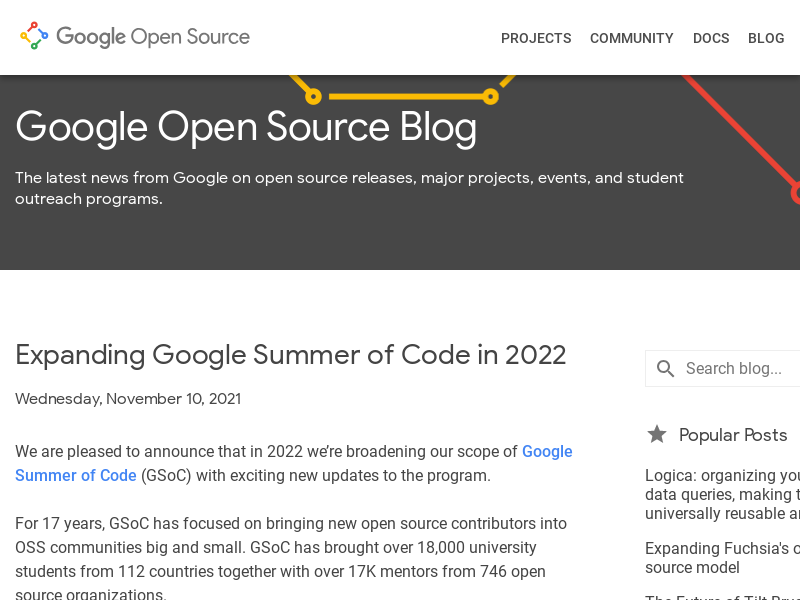 Google Open Source
PROJECTS COMMUNITY DOCS BLOG
Google Open Source Blog
The latest news from Google on open source releases, major projects, events, and student
outreach programs.
Expanding Google Summer of Code in 2022
Wednesday, November 10, 2021
We are pleased to announce that in 2022 we’re broadening our scope of Google
Summer of Code (GSoC) with exciting new updates to the program.
For 17 years, GSoC has focused on bringing new open source contributors into
OSS communities big and small. GSoC has brought over 18,000 university
students from 112 countries together with over 17K mentors from 746 open
source organizations.
Search blog...
Popular Posts
Logica: organizing
data queries, making
universally reusable
Expanding Fuchsia's
source model
The Future of Tilt